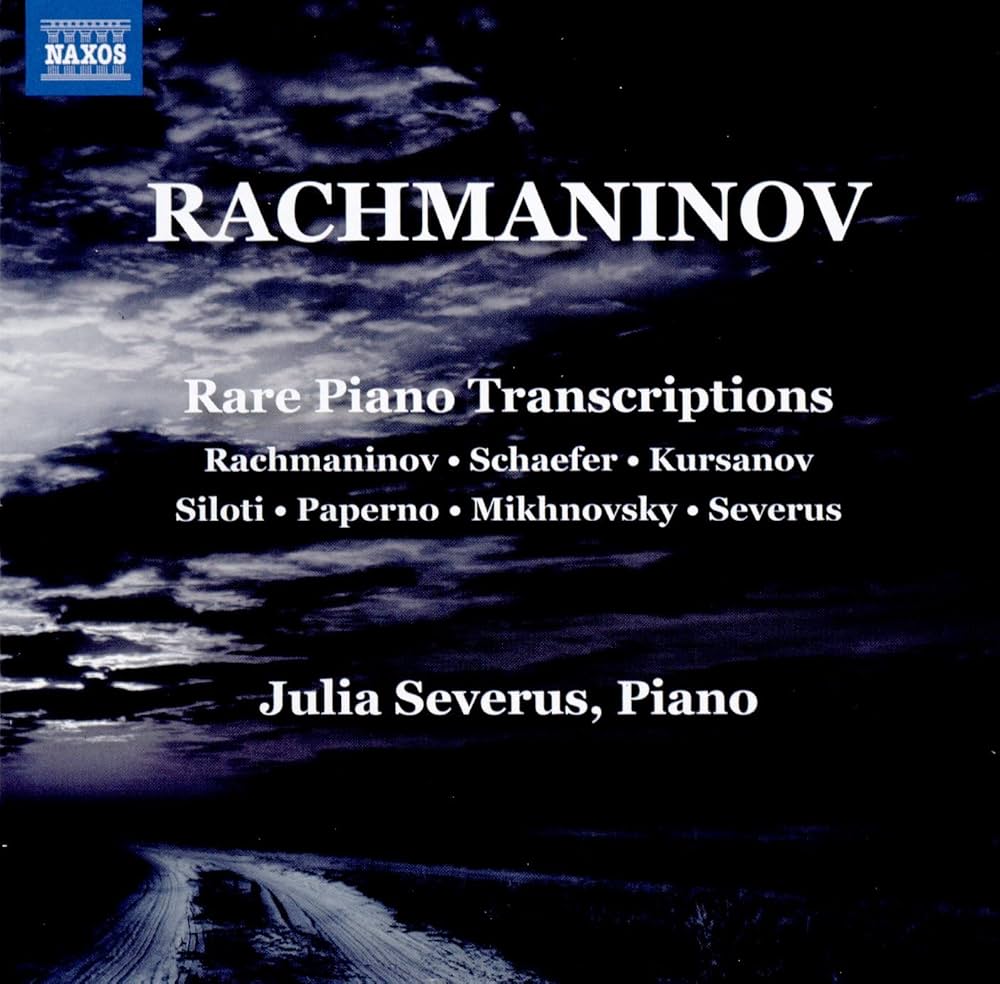 NAXOS
RACHMANINOV
Rare Piano Transcriptions
Rachmaninov • Schaefer • Kursanov
Siloti • Paperno • Mikhnovsky • Severus
Julia Severus, Piano